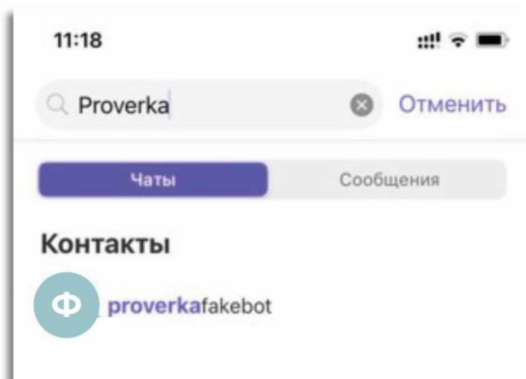 11:18
Proverka Отменить
Чаты Сообщения
Контакты
Ф proverkafakebot